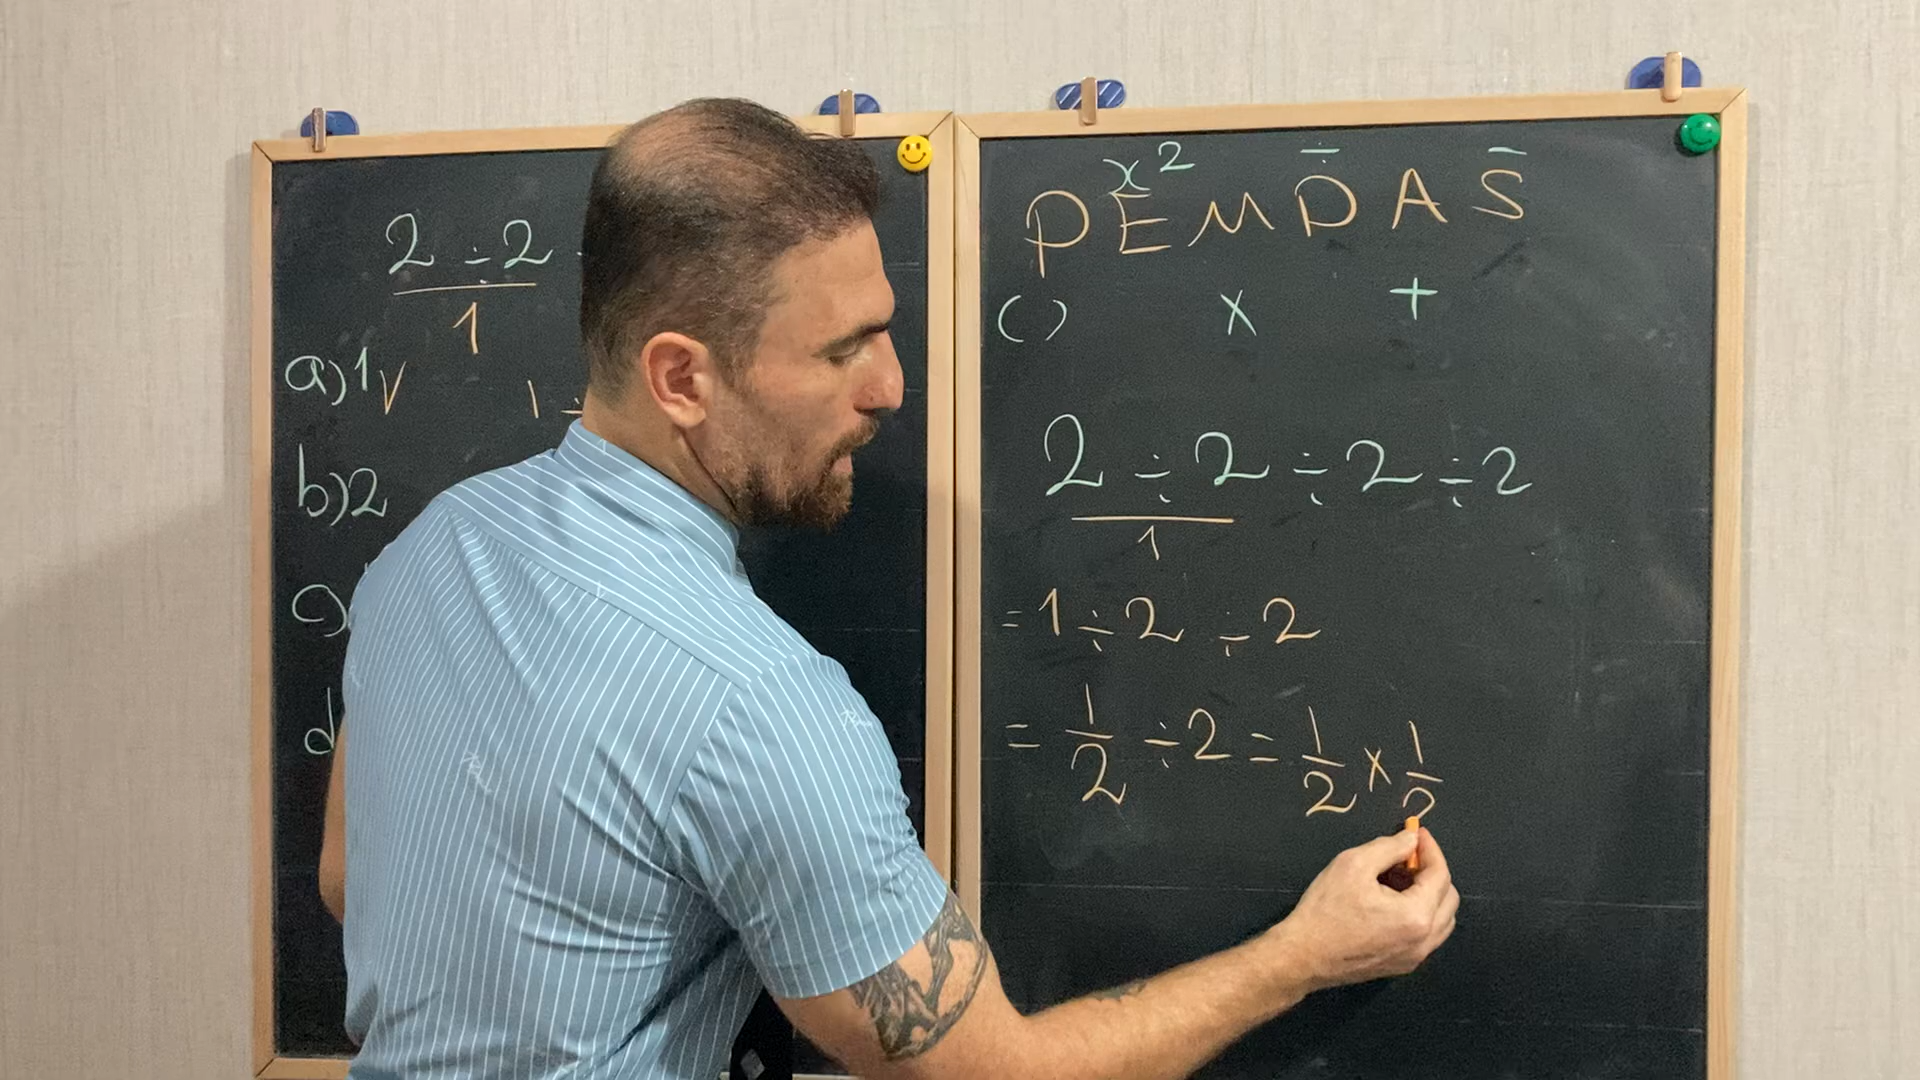 2 ÷ 2
1
a) 1 √
1 ÷
b) 2
d
x² ÷ -
PEMDAS
( ) x +
2 ÷ 2 ÷ 2 ÷ 2
1
= 1 ÷ 2 ÷ 2
= 1/2 ÷ 2 = 1/2 x 1/2